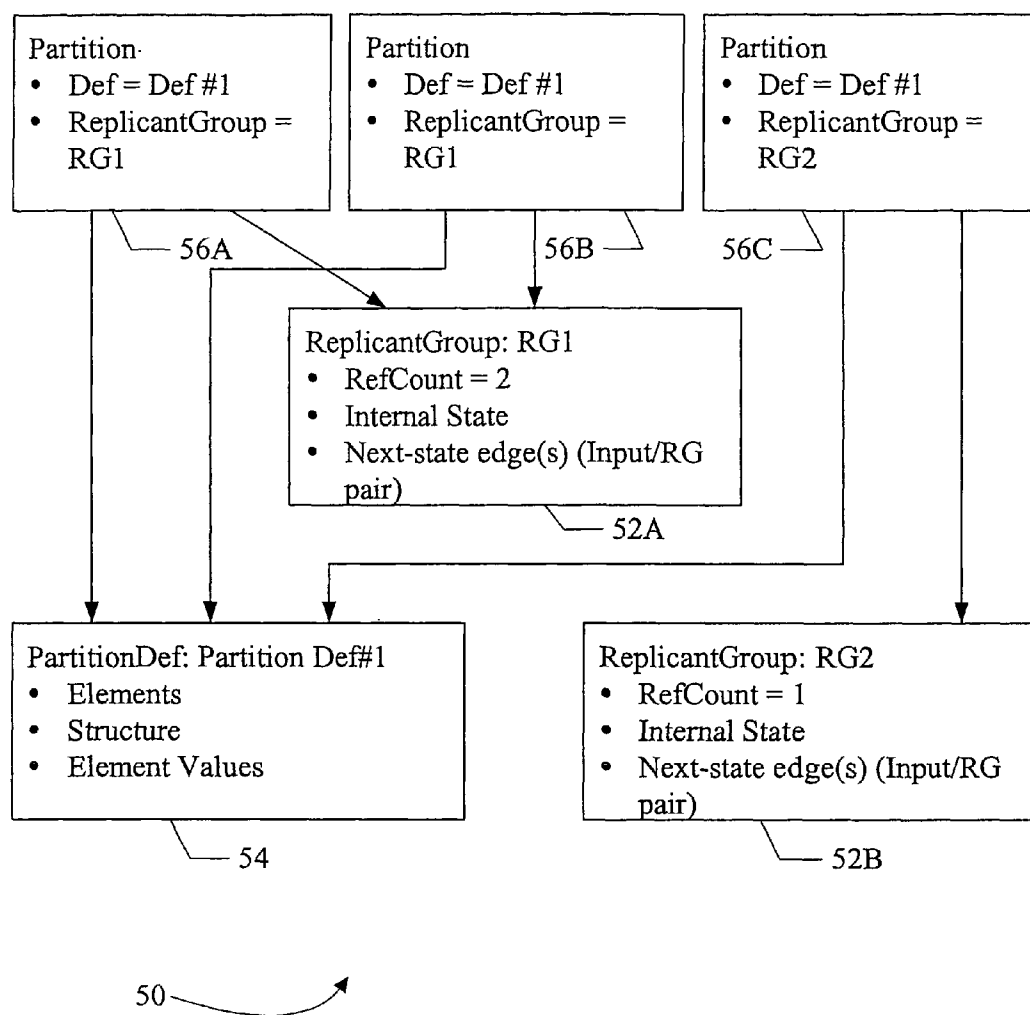 Partition
• Def = Def #1
• ReplicantGroup =
RG1
Partition
• Def = Def #1
• ReplicantGroup =
RG1
Partition
• Def = Def #1
• ReplicantGroup =
RG2
56A
56B
56C
ReplicantGroup: RG1
• RefCount = 2
• Internal State
• Next-state edge(s) (Input/RG
pair)
52A
PartitionDef: Partition Def#1
• Elements
• Structure
• Element Values
54
ReplicantGroup: RG2
• RefCount = 1
• Internal State
• Next-state edge(s) (Input/RG
pair)
52B
50